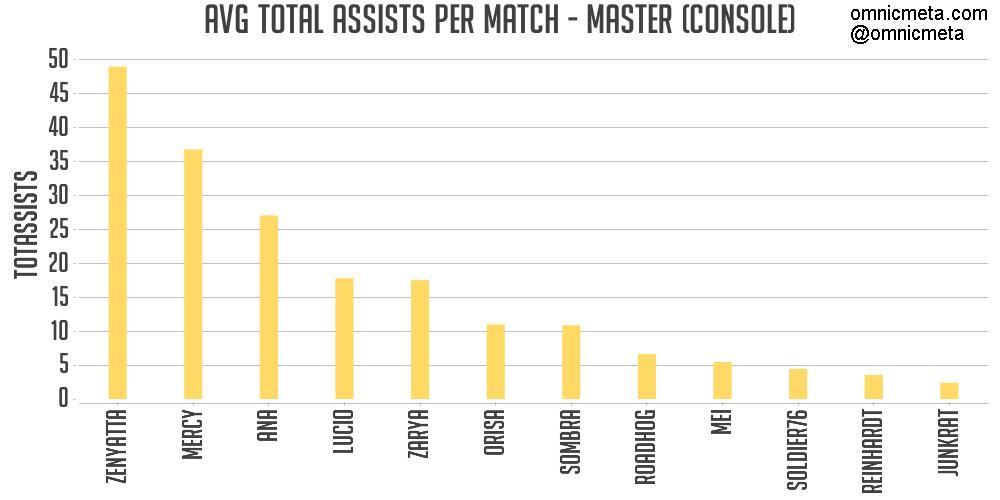 AVG TOTAL ASSISTS PER MATCH - MASTER (CONSOLE)
omnicmeta.com
@omnicmeta
TOTASSISTS
50
45
40
35
30
25
20
15
10
5
0
ZENYATTA
MERCY
ANA
LUCIO
ZARYA
ORISA
SOMBRA
ROADHOG
MEI
SOLDIER76
REINHARDT
JUNKRAT